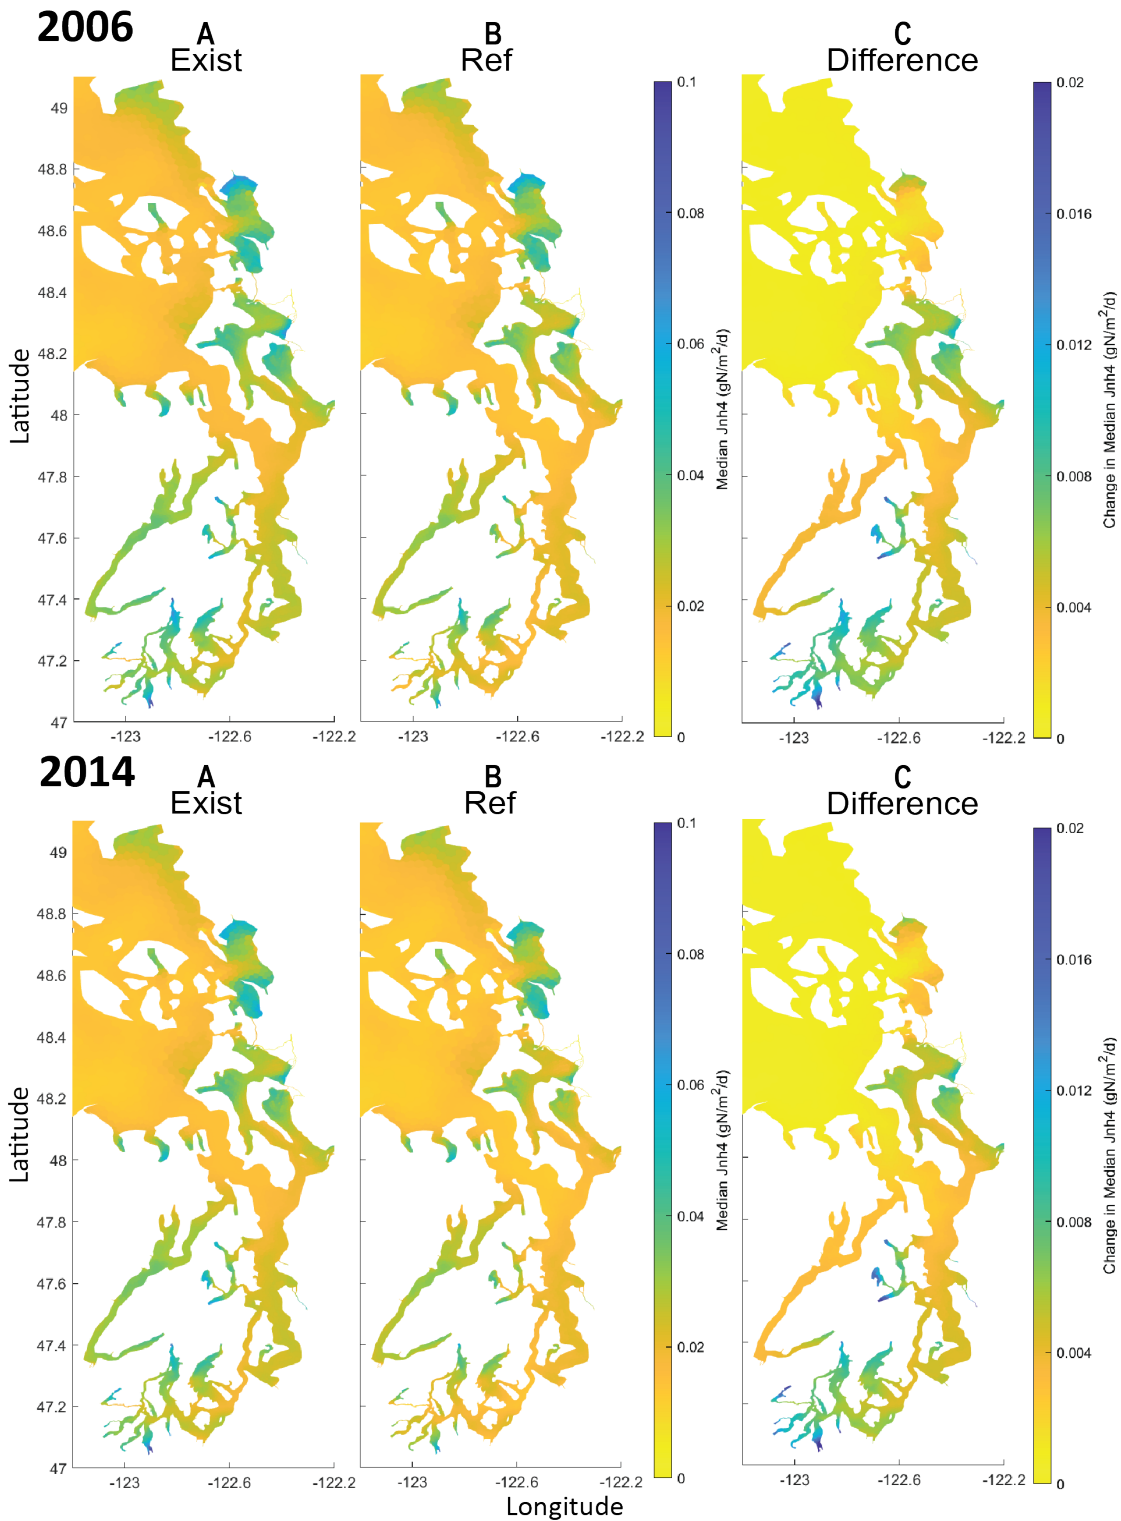 2006
A B C
Exist Ref Difference
49
48.8
48.6
48.4
48.2
48
47.8
47.6
47.4
47.2
47
Latitude
-123 -122.6 -122.2
-123 -122.6 -122.2
-123 -122.6 -122.2
0.1
0.08
0.06
0.04
0.02
0
Median Jnh4 (gN/m²/d)
0.02
0.016
0.012
0.008
0.004
0
Change in Median Jnh4 (gN/m²/d)
2014
A B C
Exist Ref Difference
49
48.8
48.6
48.4
48.2
48
47.8
47.6
47.4
47.2
47
Latitude
-123 -122.6 -122.2
-123 -122.6 -122.2
-123 -122.6 -122.2
0.1
0.08
0.06
0.04
0.02
0
Median Jnh4 (gN/m²/d)
0.02
0.016
0.012
0.008
0.004
0
Change in Median Jnh4 (gN/m²/d)
Longitude